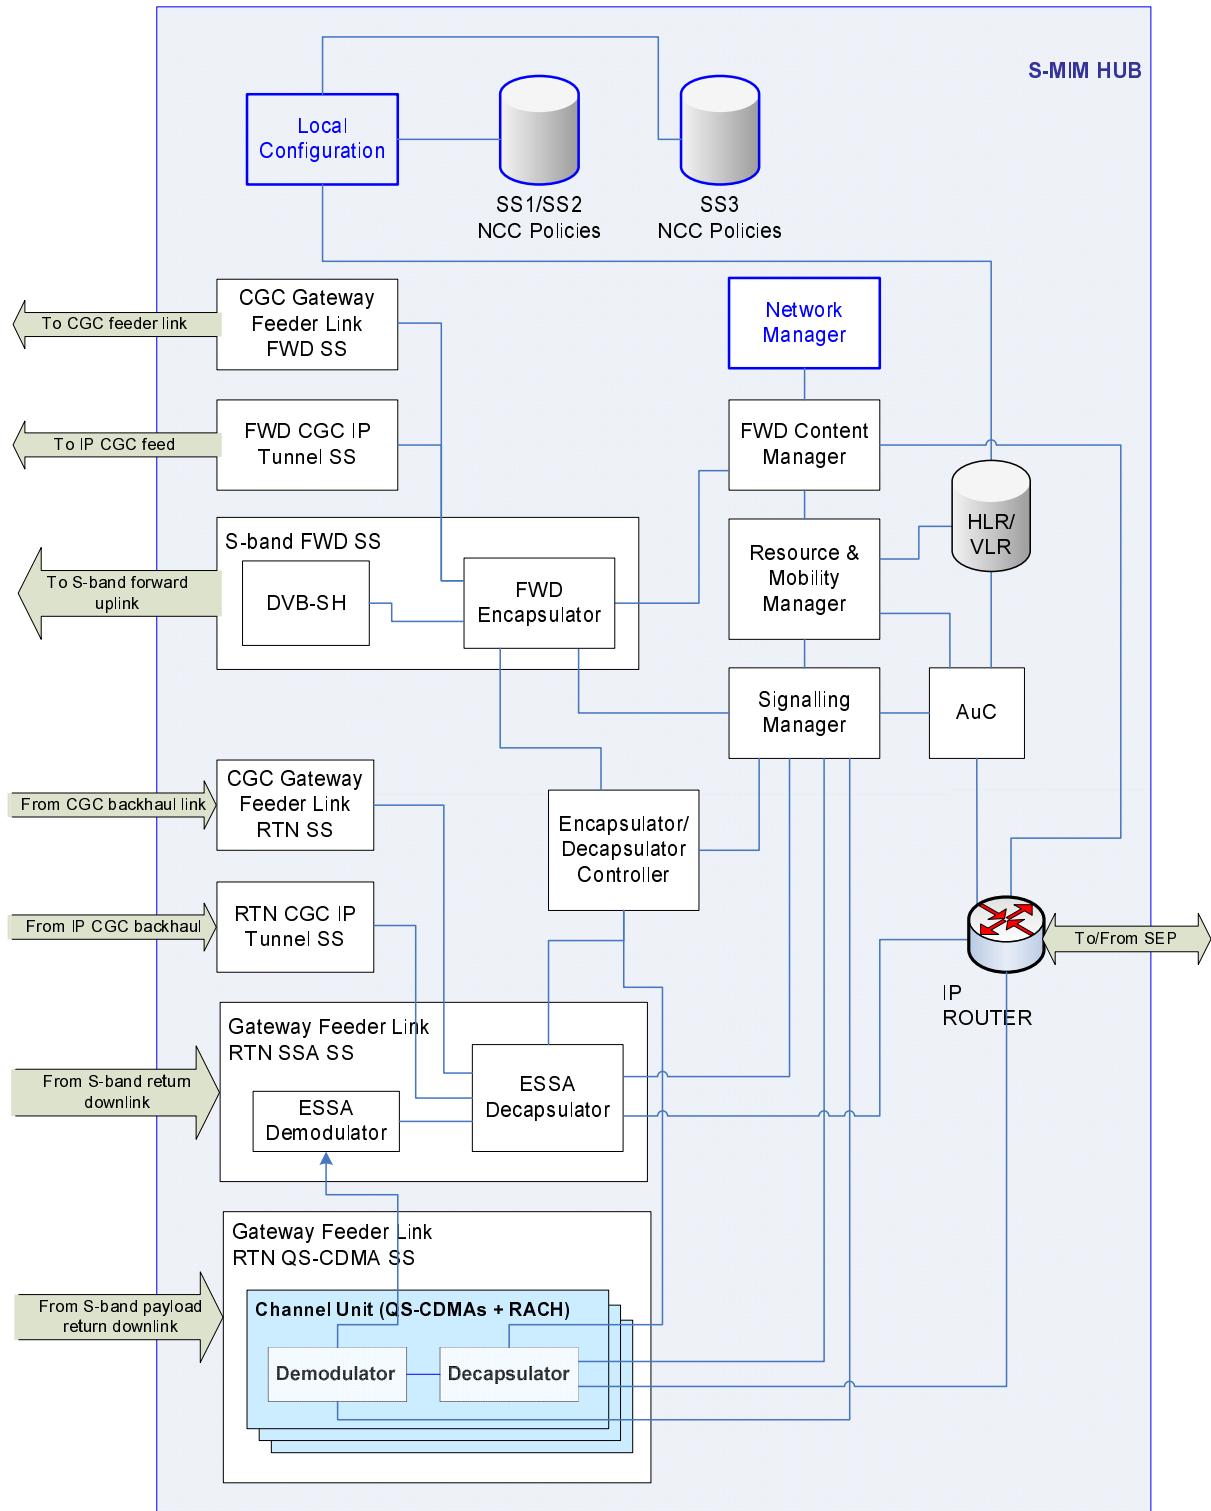 S-MIM HUB
Local
Configuration
SS1/SS2
NCC Policies
SS3
NCC Policies
CGC Gateway
Feeder Link
FWD SS
To CGC feeder link
Network
Manager
FWD CGC IP
Tunnel SS
To IP CGC feed
FWD Content
Manager
HLR/
VLR
S-band FWD SS
DVB-SH
FWD
Encapsulator
To S-band forward
uplink
Resource &
Mobility
Manager
Signalling
Manager
AuC
CGC Gateway
Feeder Link
RTN SS
From CGC backhaul link
Encapsulator/
Decapsulator
Controller
RTN CGC IP
Tunnel SS
From IP CGC backhaul
To/From SEP
IP
ROUTER
Gateway Feeder Link
RTN SSA SS
ESSA
Decapsulator
ESSA
Demodulator
From S-band return
downlink
Gateway Feeder Link
RTN QS-CDMA SS
Channel Unit (QS-CDMAs + RACH)
Demodulator
Decapsulator
From S-band payload
return downlink